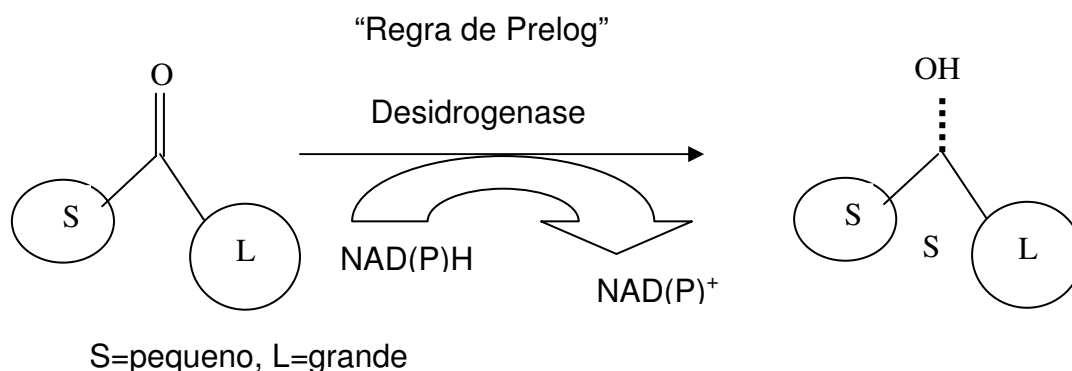 “Regra de Prelog”
O
OH
Desidrogenase
S
L
S
S
L
NAD(P)H
NAD(P)⁺
S=pequeno, L=grande